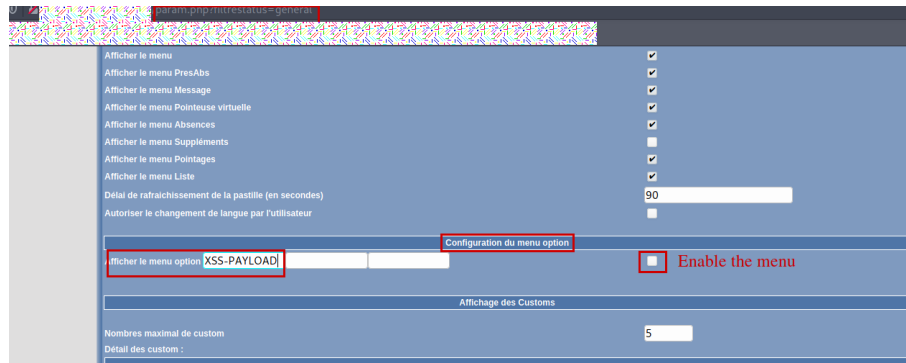 param.php?filtrestatus=general
Afficher le menu
Afficher le menu PresAbs
Afficher le menu Message
Afficher le menu Pointeuse virtuelle
Afficher le menu Absences
Afficher le menu Suppléments
Afficher le menu Pointages
Afficher le menu Liste
Délai de rafraichissement de la pastille (en secondes) 90
Autoriser le changement de langue par l'utilisateur
Configuration du menu option
Afficher le menu option XSS-PAYLOAD Enable the menu
Affichage des Customs
Nombres maximal de custom 5
Détail des custom :